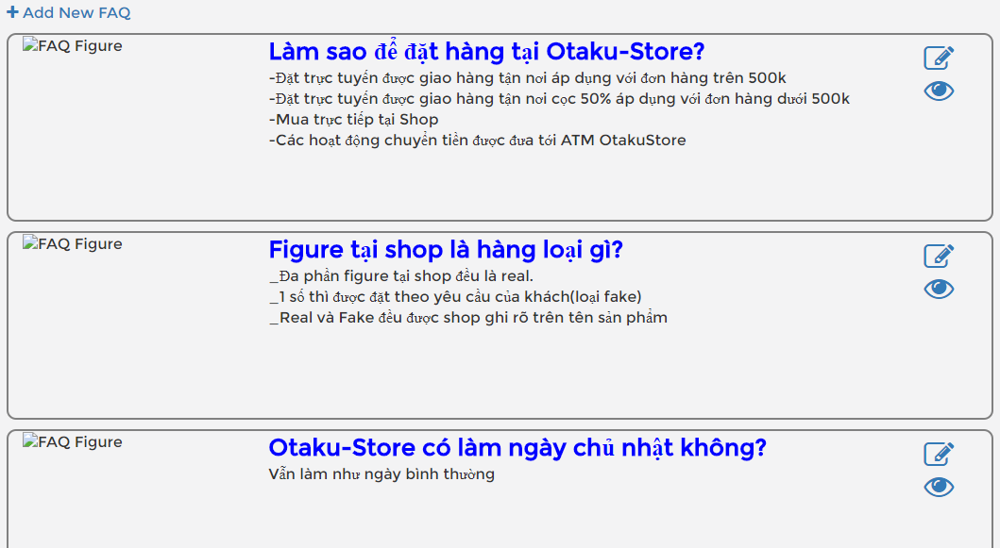 + Add New FAQ
FAQ Figure
Làm sao để đặt hàng tại Otaku-Store?
-Đặt trực tuyến được giao hàng tận nơi áp dụng với đơn hàng trên 500k
-Đặt trực tuyến được giao hàng tận nơi cọc 50% áp dụng với đơn hàng dưới 500k
-Mua trực tiếp tại Shop
-Các hoạt động chuyển tiền được đưa tới ATM OtakuStore
FAQ Figure
Figure tại shop là hàng loại gì?
_Đa phần figure tại shop đều là real.
_1 số thì được đặt theo yêu cầu của khách(loại fake)
_Real và Fake đều được shop ghi rõ trên tên sản phẩm
FAQ Figure
Otaku-Store có làm ngày chủ nhật không?
Vẫn làm như ngày bình thường